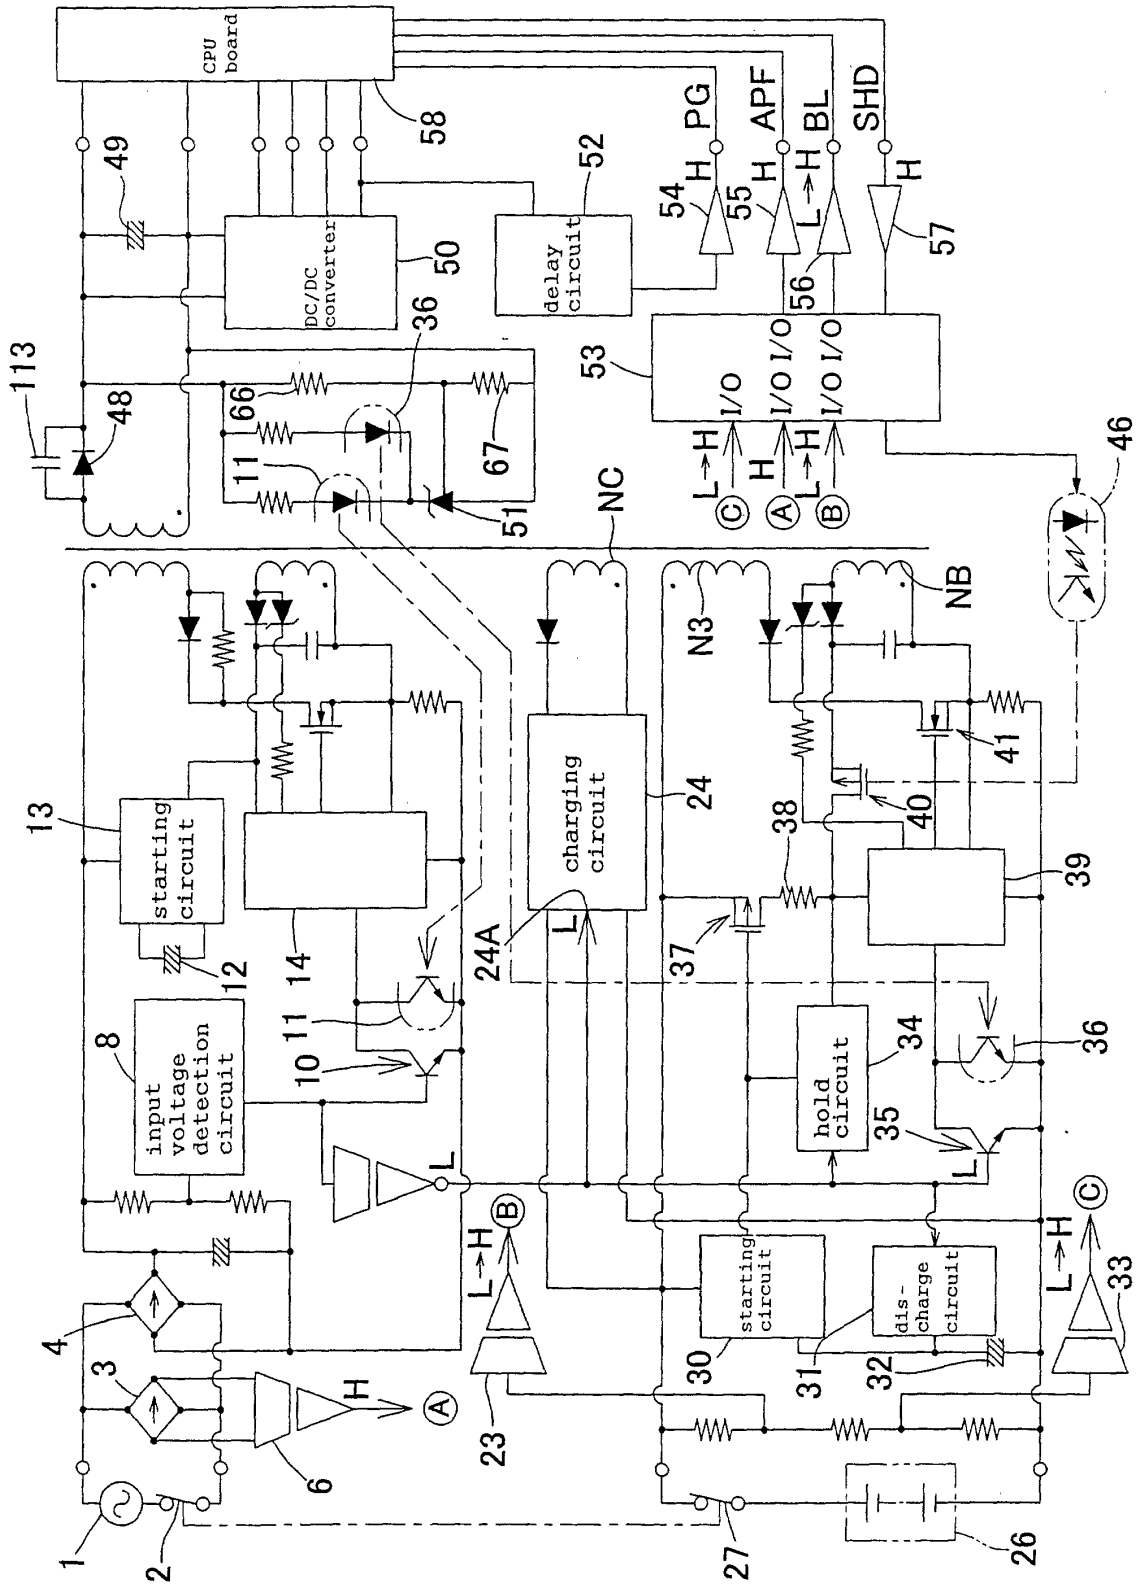 1
2
3
4
6
H
A
8
input
voltage
detection
circuit
10
11
12
13
starting
circuit
14
L
23
L→H
B
24
24A
L
charging
circuit
NC
N3
NB
26
27
30
starting
circuit
31
dis-
charge
circuit
32
33
L→H
C
34
hold
circuit
35
L
36
37
38
39
40
41
46
113
48
49
50
DC/DC
converter
66
67
11
36
51
52
delay
circuit
53
L→H
C
I/O
H
A
I/O I/O
L→H
B
I/O I/O
54
H
PG
55
H
APF
56
L→H
BL
57
H
SHD
58
CPU
board